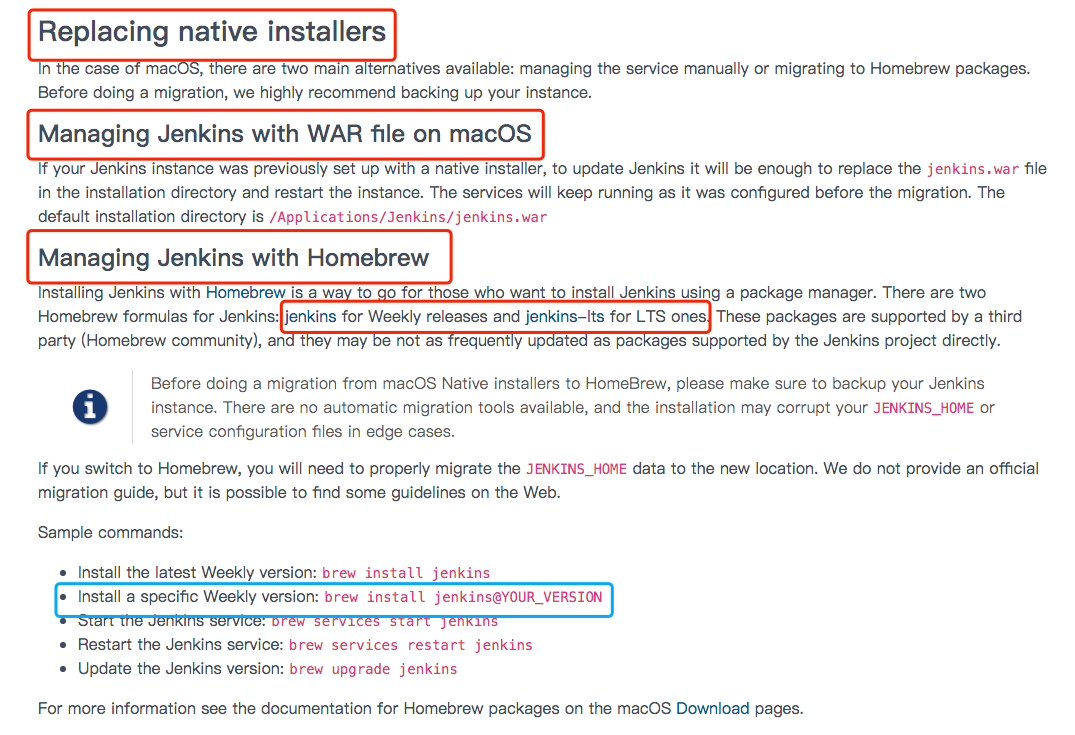 Replacing native installers
In the case of macOS, there are two main alternatives available: managing the service manually or migrating to Homebrew packages.
Before doing a migration, we highly recommend backing up your instance.
Managing Jenkins with WAR file on macOS
If your Jenkins instance was previously set up with a native installer, to update Jenkins it will be enough to replace the jenkins.war file
in the installation directory and restart the instance. The services will keep running as it was configured before the migration. The
default installation directory is /Applications/Jenkins/jenkins.war
Managing Jenkins with Homebrew
Installing Jenkins with Homebrew is a way to go for those who want to install Jenkins using a package manager. There are two
Homebrew formulas for Jenkins: jenkins for Weekly releases and jenkins-lts for LTS ones. These packages are supported by a third
party (Homebrew community), and they may be not as frequently updated as packages supported by the Jenkins project directly.
Before doing a migration from macOS Native installers to HomeBrew, please make sure to backup your Jenkins
instance. There are no automatic migration tools available, and the installation may corrupt your JENKINS_HOME or
service configuration files in edge cases.
If you switch to Homebrew, you will need to properly migrate the JENKINS_HOME data to the new location. We do not provide an official
migration guide, but it is possible to find some guidelines on the Web.
Sample commands:
• Install the latest Weekly version: brew install jenkins
• Install a specific Weekly version: brew install jenkins@YOUR_VERSION
• Start the Jenkins service: brew services start jenkins
• Restart the Jenkins service: brew services restart jenkins
• Update the Jenkins version: brew upgrade jenkins
For more information see the documentation for Homebrew packages on the macOS Download pages.